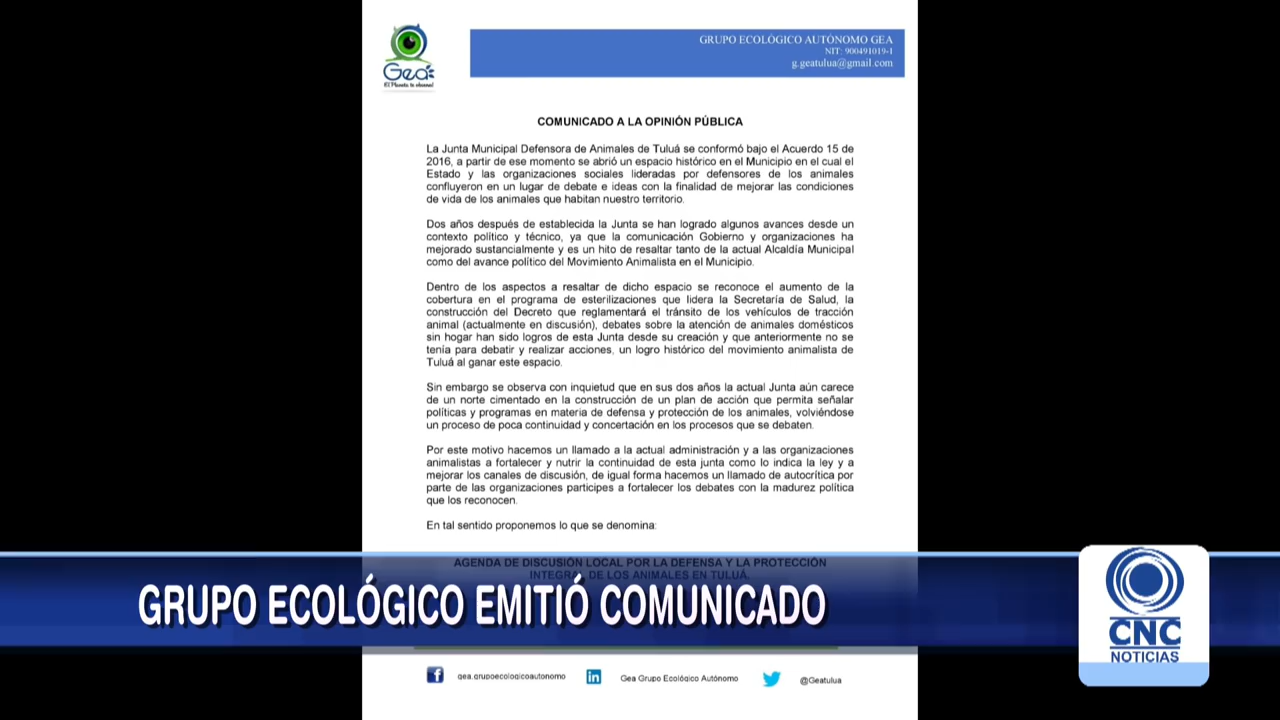 Gea
El Planeta te observa!
GRUPO ECOLÓGICO AUTÓNOMO GEA
NIT: 900491019-1
g.geatulua@gmail.com
COMUNICADO A LA OPINIÓN PÚBLICA
La Junta Municipal Defensora de Animales de Tuluá se conformó bajo el Acuerdo 15 de
2016, a partir de ese momento se abrió un espacio histórico en el Municipio en el cual el
Estado y las organizaciones sociales lideradas por defensores de los animales
confluyeron en un lugar de debate e ideas con la finalidad de mejorar las condiciones
de vida de los animales que habitan nuestro territorio.
Dos años después de establecida la Junta se han logrado algunos avances desde un
contexto político y técnico, ya que la comunicación Gobierno y organizaciones ha
mejorado sustancialmente y es un hito de resaltar tanto de la actual Alcaldía Municipal
como del avance político del Movimiento Animalista en el Municipio.
Dentro de los aspectos a resaltar de dicho espacio se reconoce el aumento de la
cobertura en el programa de esterilizaciones que lidera la Secretaría de Salud, la
construcción del Decreto que reglamentará el tránsito de los vehículos de tracción
animal (actualmente en discusión), debates sobre la atención de animales domésticos
sin hogar han sido logros de esta Junta desde su creación y que anteriormente no se
tenía para debatir y realizar acciones, un logro histórico del movimiento animalista de
Tuluá al ganar este espacio.
Sin embargo se observa con inquietud que en sus dos años la actual Junta aún carece
de un norte cimentado en la construcción de un plan de acción que permita señalar
políticas y programas en materia de defensa y protección de los animales, volviéndose
un proceso de poca continuidad y concertación en los procesos que se debaten.
Por este motivo hacemos un llamado a la actual administración y a las organizaciones
animalistas a fortalecer y nutrir la continuidad de esta junta como lo indica la ley y a
mejorar los canales de discusión, de igual forma hacemos un llamado de autocrítica por
parte de las organizaciones participes a fortalecer los debates con la madurez política
que los reconocen.
En tal sentido proponemos lo que se denomina:
AGENDA DE DISCUSIÓN LOCAL POR LA DEFENSA Y LA PROTECCIÓN
INTEGRAL DE LOS ANIMALES EN TULUÁ.
GRUPO ECOLÓGICO EMITIÓ COMUNICADO
CNC
NOTICIAS
gea.grupoecologicoautonomo
Gea Grupo Ecológico Autónomo
@Geatulua